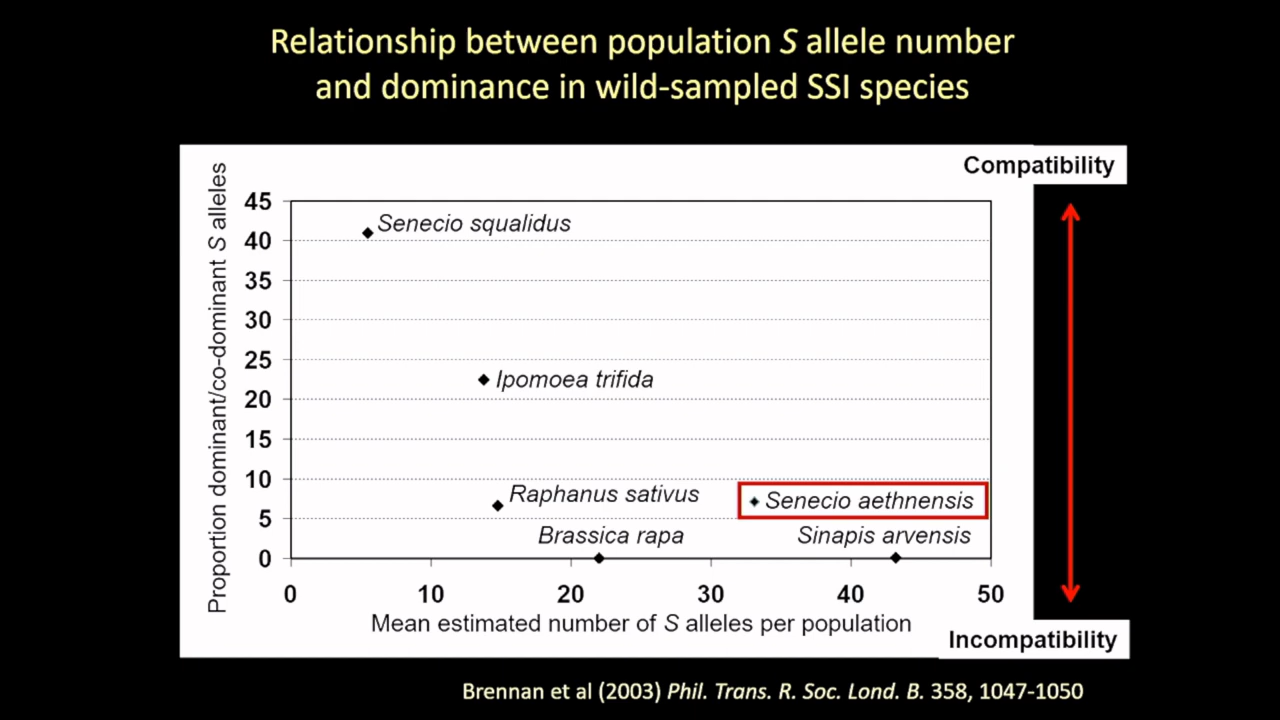 Relationship between population S allele number
and dominance in wild-sampled SSI species
Compatibility
Proportion dominant/co-dominant S alleles
45
40
35
30
25
20
15
10
5
0
Senecio squalidus
Ipomoea trifida
Raphanus sativus
Senecio aethnensis
Brassica rapa
Sinapis arvensis
0 10 20 30 40 50
Mean estimated number of S alleles per population
Incompatibility
Brennan et al (2003) Phil. Trans. R. Soc. Lond. B. 358, 1047-1050